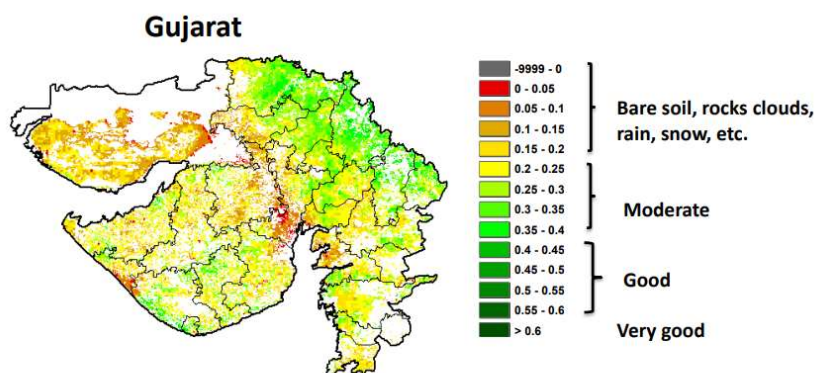 Gujarat
-9999 - 0
0 - 0.05
0.05 - 0.1
0.1 - 0.15
0.15 - 0.2
0.2 - 0.25
0.25 - 0.3
0.3 - 0.35
0.35 - 0.4
0.4 - 0.45
0.45 - 0.5
0.5 - 0.55
0.55 - 0.6
> 0.6
Bare soil, rocks clouds,
rain, snow, etc.
Moderate
Good
Very good